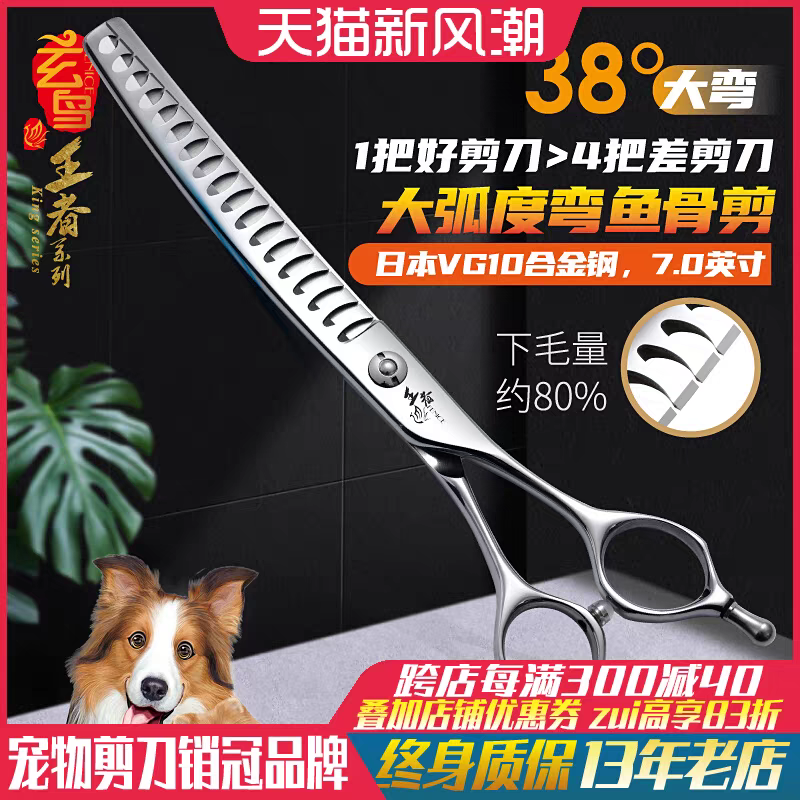 天猫新风潮
玄鸟
VENICE
王者系列
King series
38°大弯
1把好剪刀>4把差剪刀
大弧度弯鱼骨剪
日本VG10合金钢，7.0英寸
下毛量
约80%
王者
跨店每满300减40
叠加店铺优惠券 zui高享83折
宠物剪刀销冠品牌
终身质保 13年老店